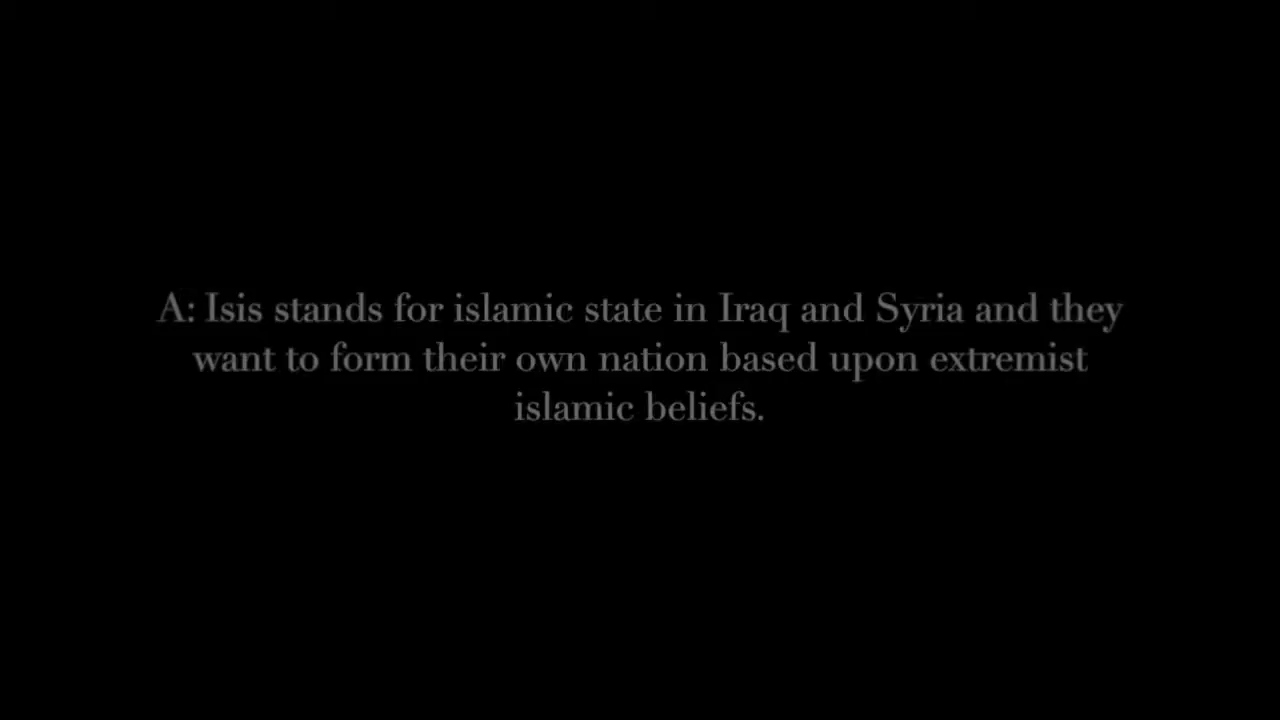 A: Isis stands for islamic state in Iraq and Syria and they
want to form their own nation based upon extremist
islamic beliefs.